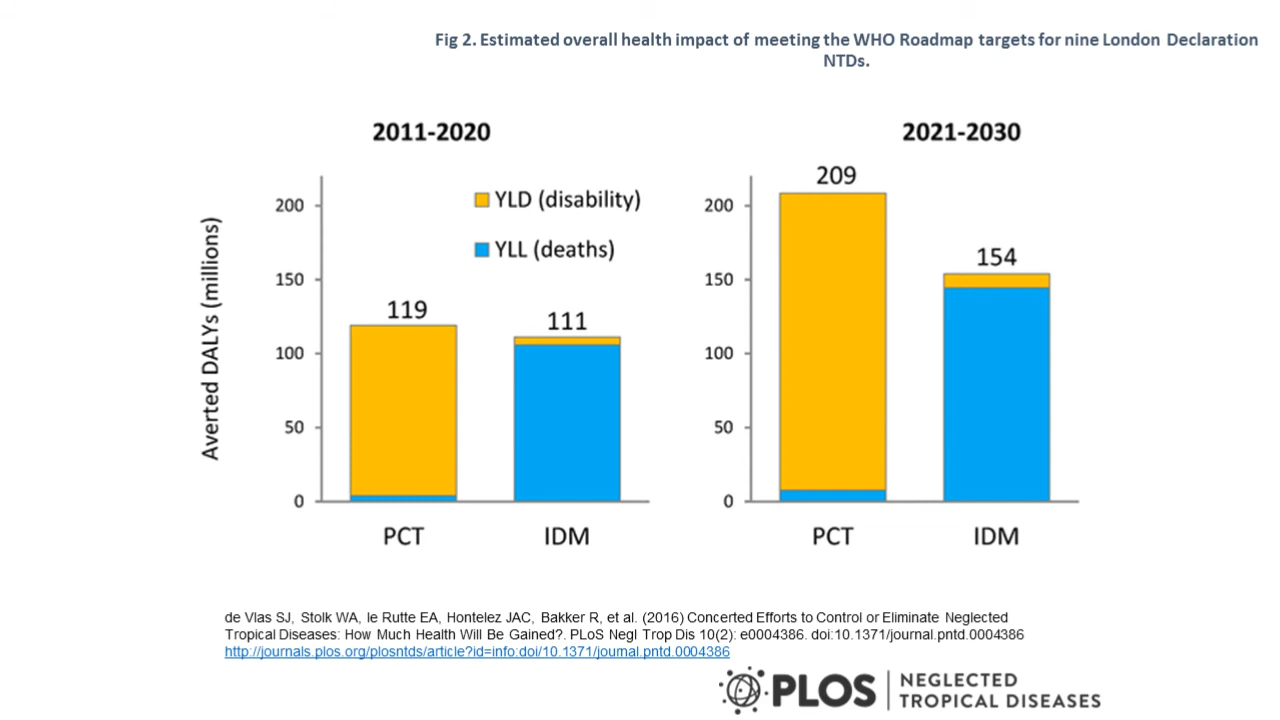 Fig 2. Estimated overall health impact of meeting the WHO Roadmap targets for nine London Declaration
NTDs.
2011-2020
2021-2030
Averted DALYs (millions)
200
150
100
50
0
YLD (disability)
YLL (deaths)
119
111
PCT
IDM
200
150
100
50
0
209
154
PCT
IDM
de Vlas SJ, Stolk WA, le Rutte EA, Hontelez JAC, Bakker R, et al. (2016) Concerted Efforts to Control or Eliminate Neglected
Tropical Diseases: How Much Health Will Be Gained?. PLoS Negl Trop Dis 10(2): e0004386. doi:10.1371/journal.pntd.0004386
http://journals.plos.org/plosntds/article?id=info:doi/10.1371/journal.pntd.0004386
PLOS
NEGLECTED
TROPICAL DISEASES